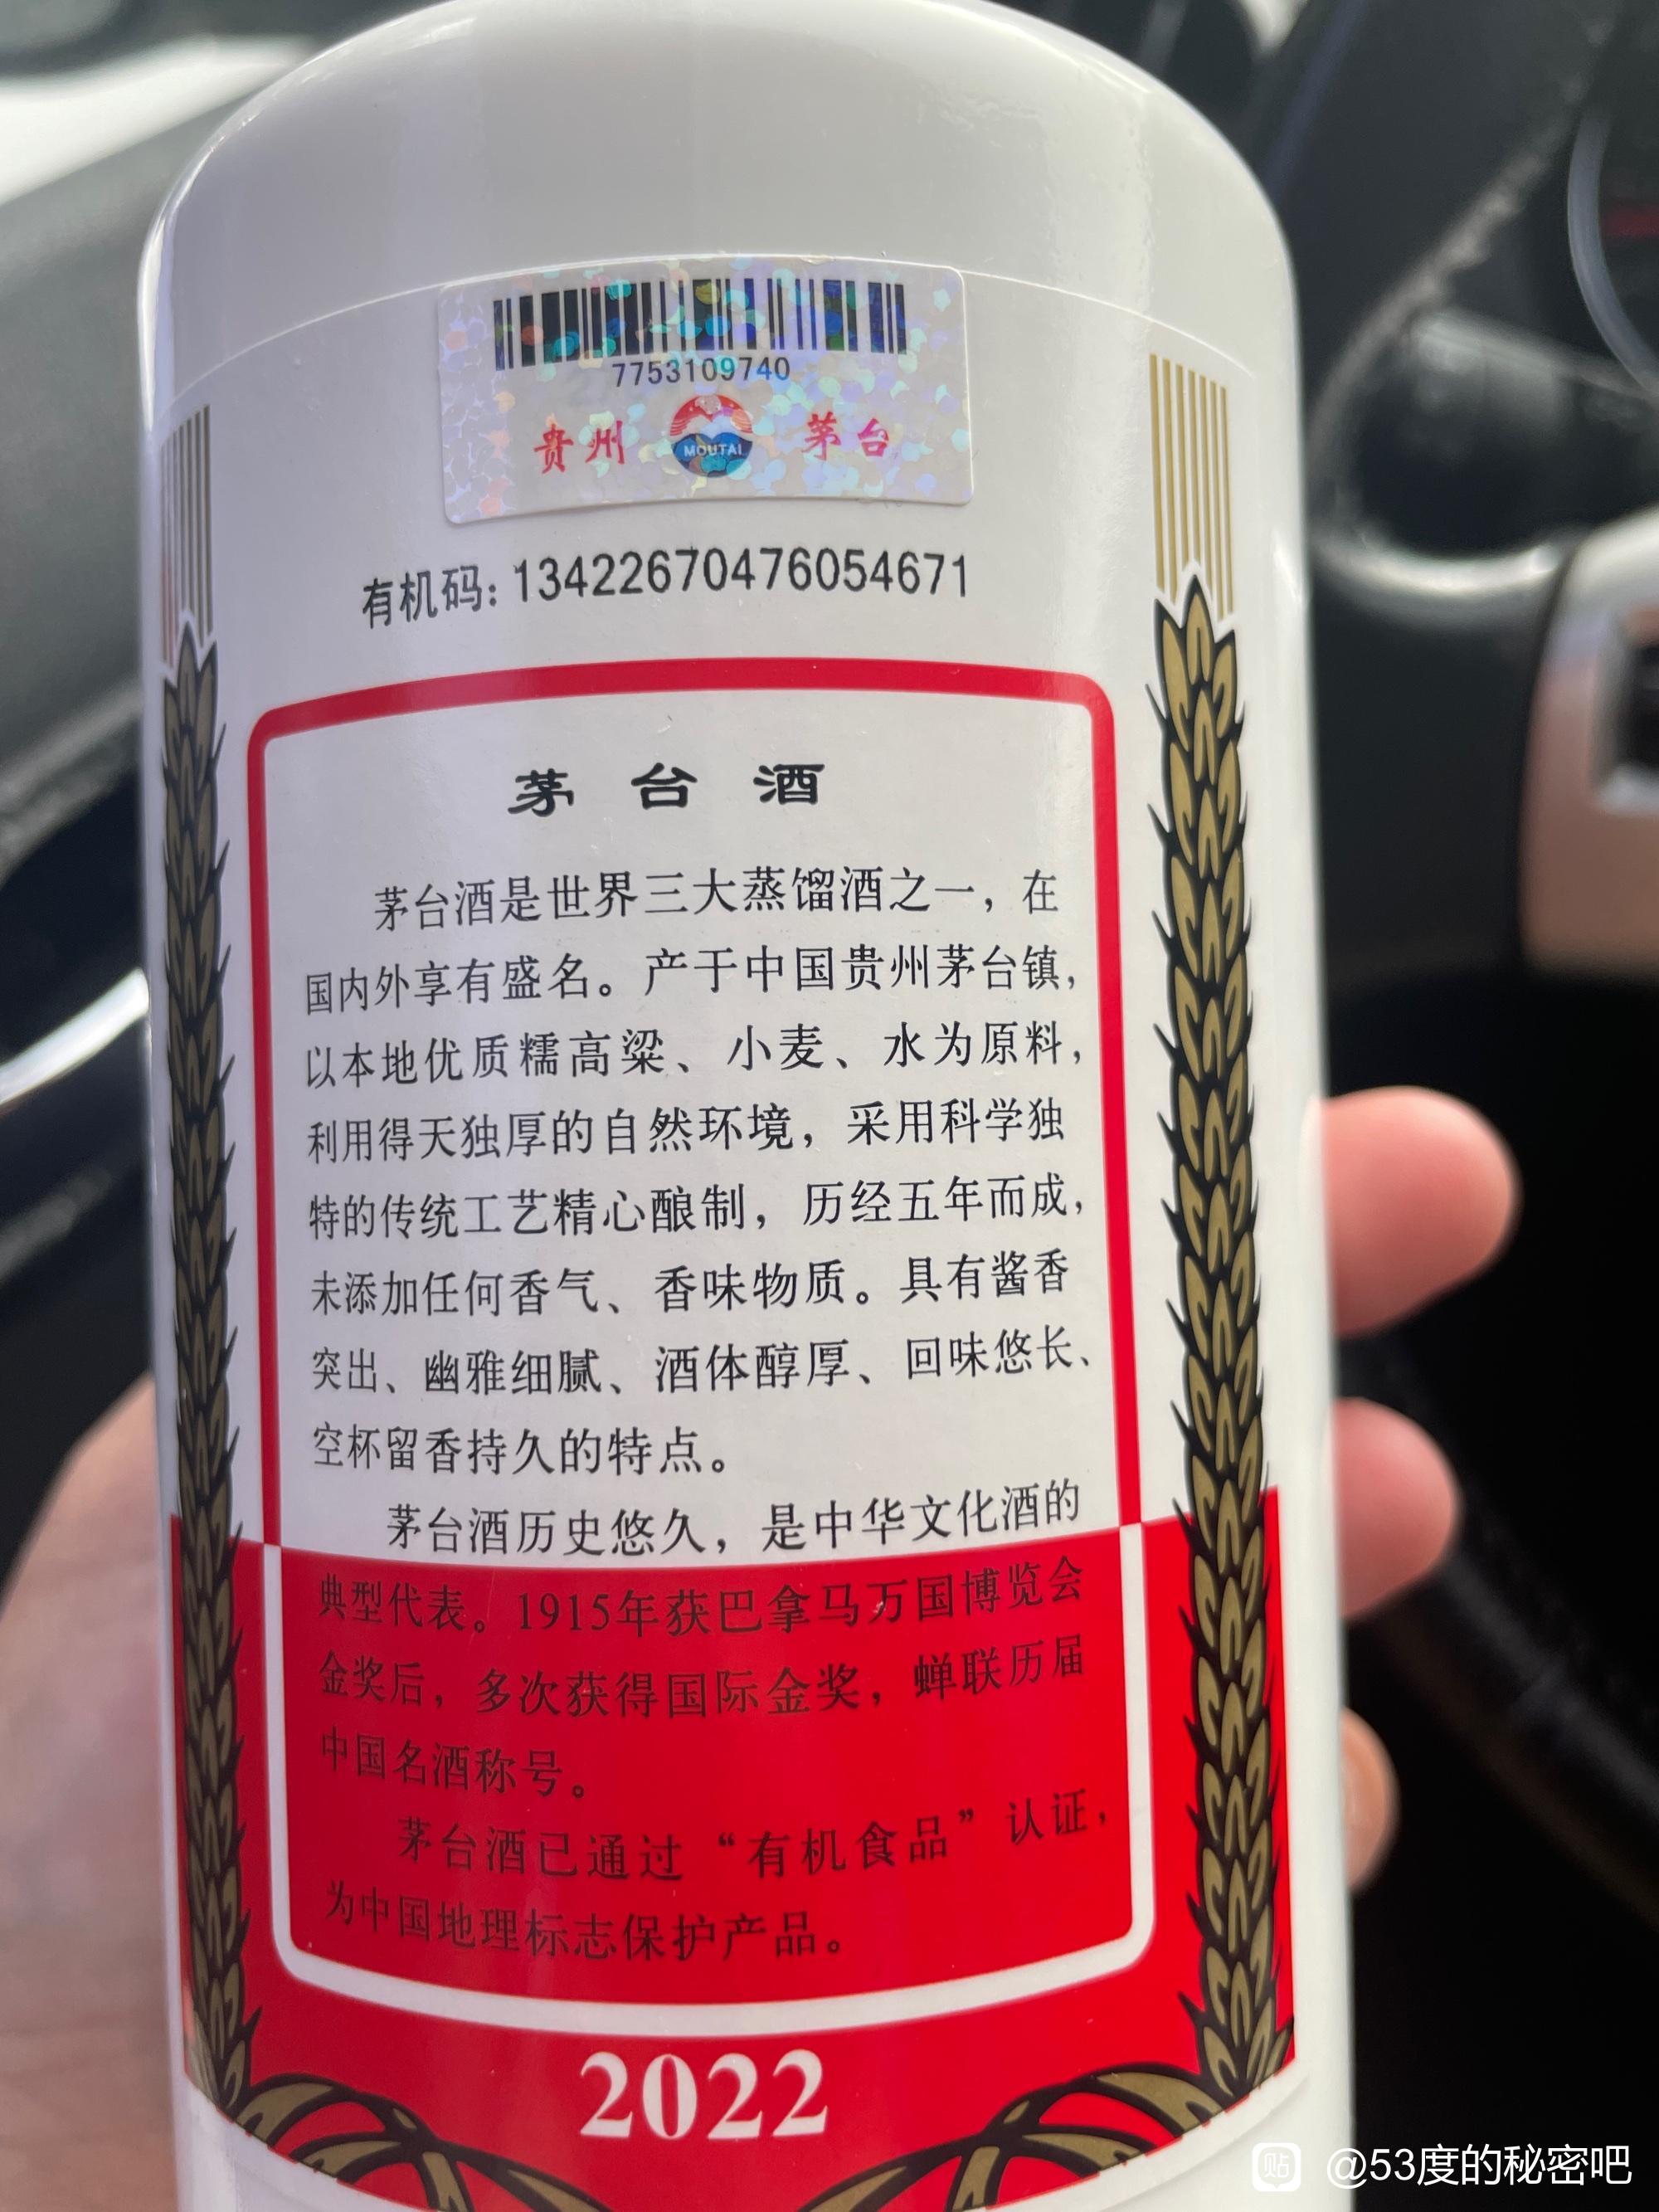 7753109740
贵州 MOUTAI 茅台
有机码: 13422670476054671
茅台酒
茅台酒是世界三大蒸馏酒之一，在
国内外享有盛名。产于中国贵州茅台镇，
以本地优质糯高粱、小麦、水为原料，
利用得天独厚的自然环境，采用科学独
特的传统工艺精心酿制，历经五年而成，
未添加任何香气、香味物质。具有酱香
突出、幽雅细腻、酒体醇厚、回味悠长、
空杯留香持久的特点。
茅台酒历史悠久，是中华文化酒的
典型代表。1915年获巴拿马万国博览会
金奖后，多次获得国际金奖，蝉联历届
中国名酒称号。
茅台酒已通过“有机食品”认证，
为中国地理标志保护产品。
2022
贴 @53度的秘密吧